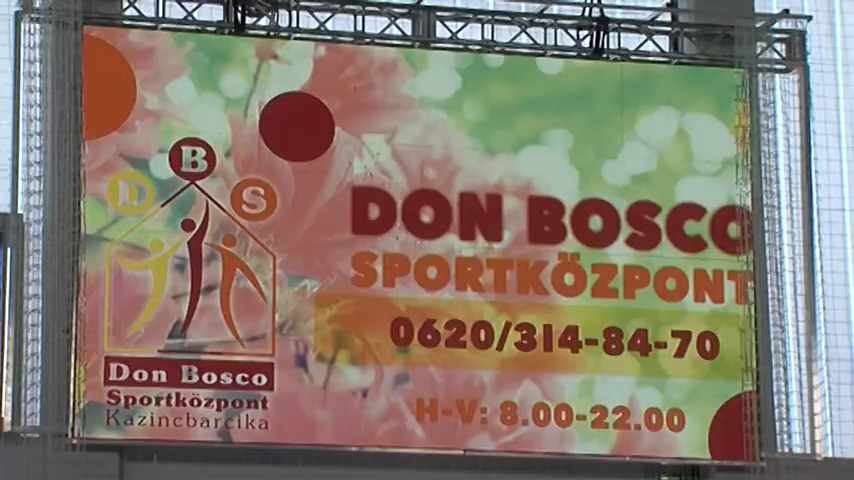 D B S
Don Bosco
Sportközpont
Kazincbarcika
DON BOSCO
SPORTKÖZPONT
0620/314-84-70
H-V: 8.00-22.00